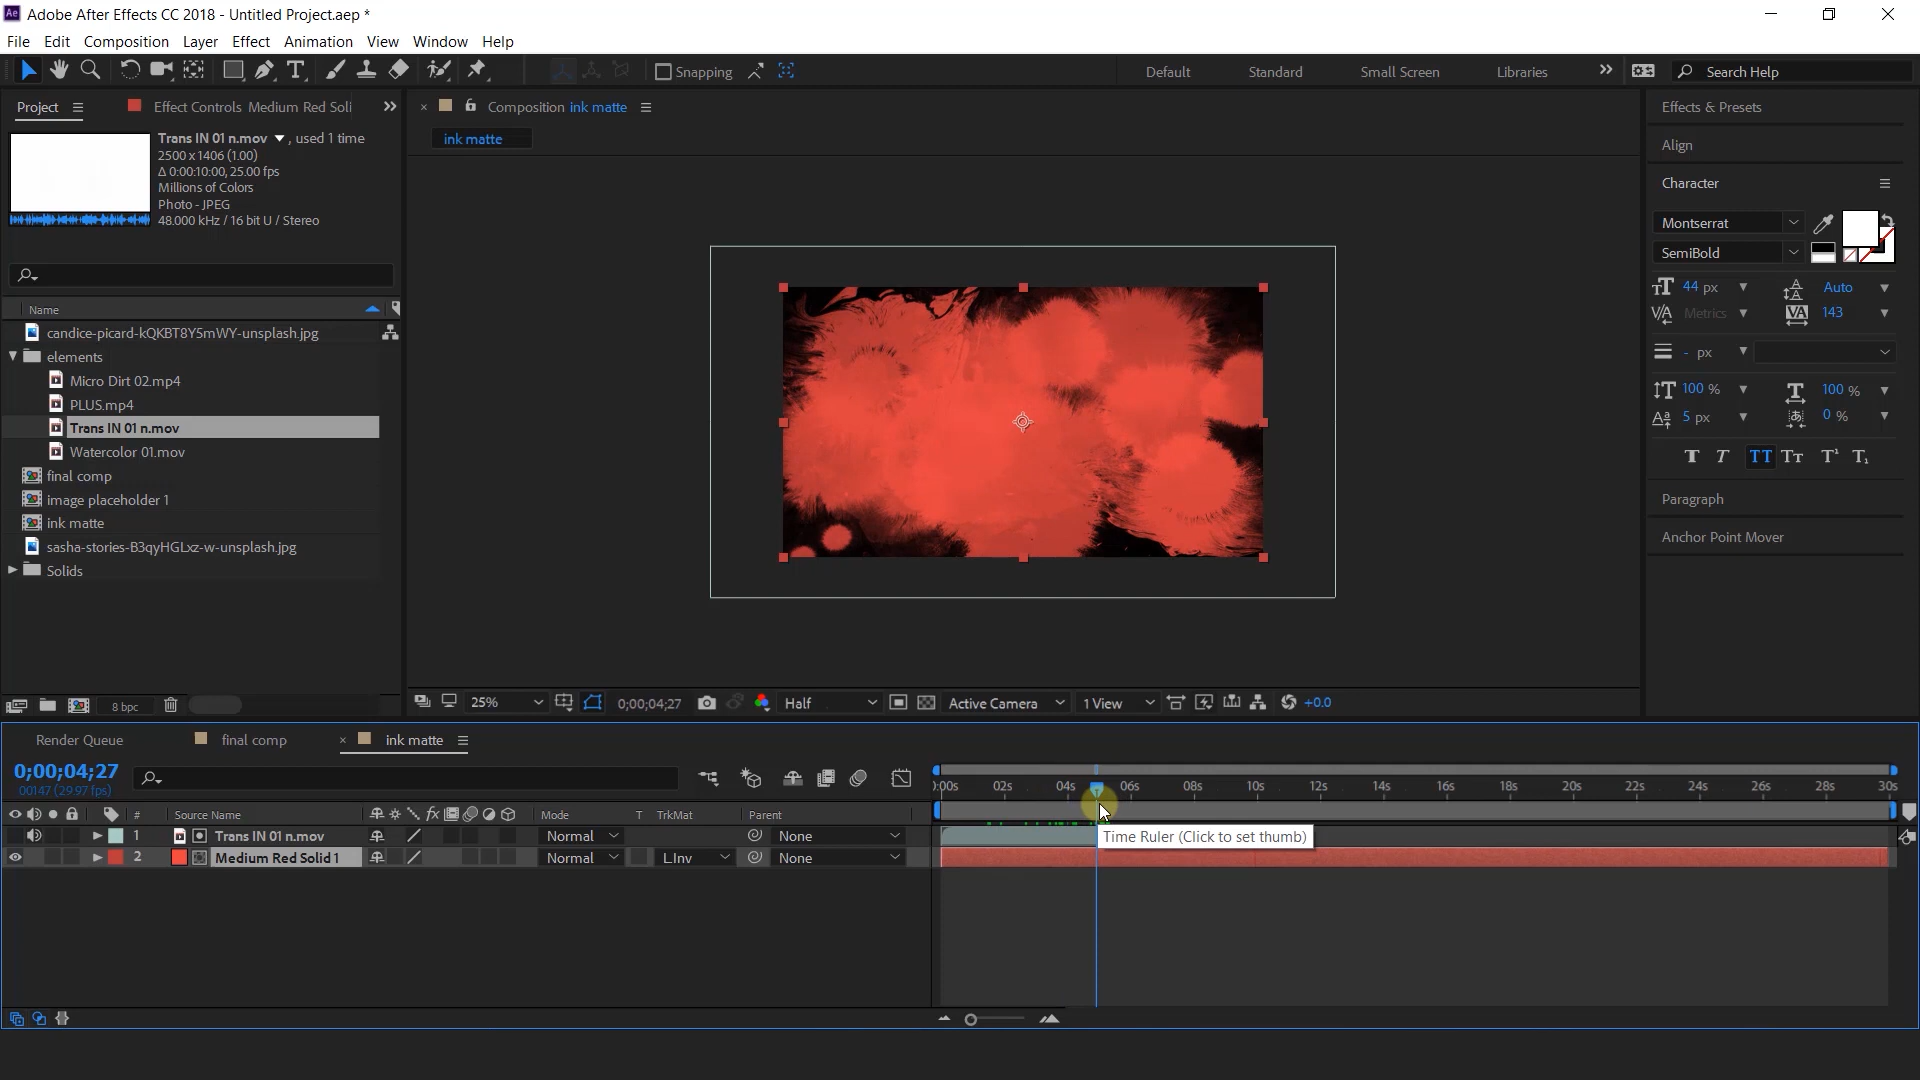 Adobe After Effects CC 2018 - Untitled Project.aep *
File Edit Composition Layer Effect Animation View Window Help
Snapping
Default Standard Small Screen Libraries
Search Help
Project
Effect Controls Medium Red Soli
Composition ink matte
ink matte
Trans IN 01 n.mov , used 1 time
2500 x 1406 (1.00)
Δ 0:00:10:00, 25.00 fps
Millions of Colors
Photo - JPEG
48.000 kHz / 16 bit U / Stereo
Name
candice-picard-kQKBT8Y5mWY-unsplash.jpg
elements
Micro Dirt 02.mp4
PLUS.mp4
Trans IN 01 n.mov
Watercolor 01.mov
final comp
image placeholder 1
ink matte
sasha-stories-B3qyHGLxz-w-unsplash.jpg
Solids
8 bpc
25%
0;00;04;27
Half
Active Camera
1 View
+0.0
Effects & Presets
Align
Character
Montserrat
SemiBold
44 px
Auto
Metrics
143
- px
100 %
100 %
5 px
0 %
Paragraph
Anchor Point Mover
Render Queue
final comp
ink matte
0;00;04;27
00147 (29.97 fps)
# Source Name
Mode T TrkMat Parent
1 Trans IN 01 n.mov Normal None
2 Medium Red Solid 1 Normal L.Inv None
):00s 02s 04s 06s 08s 10s 12s 14s 16s 18s 20s 22s 24s 26s 28s 30s
Time Ruler (Click to set thumb)